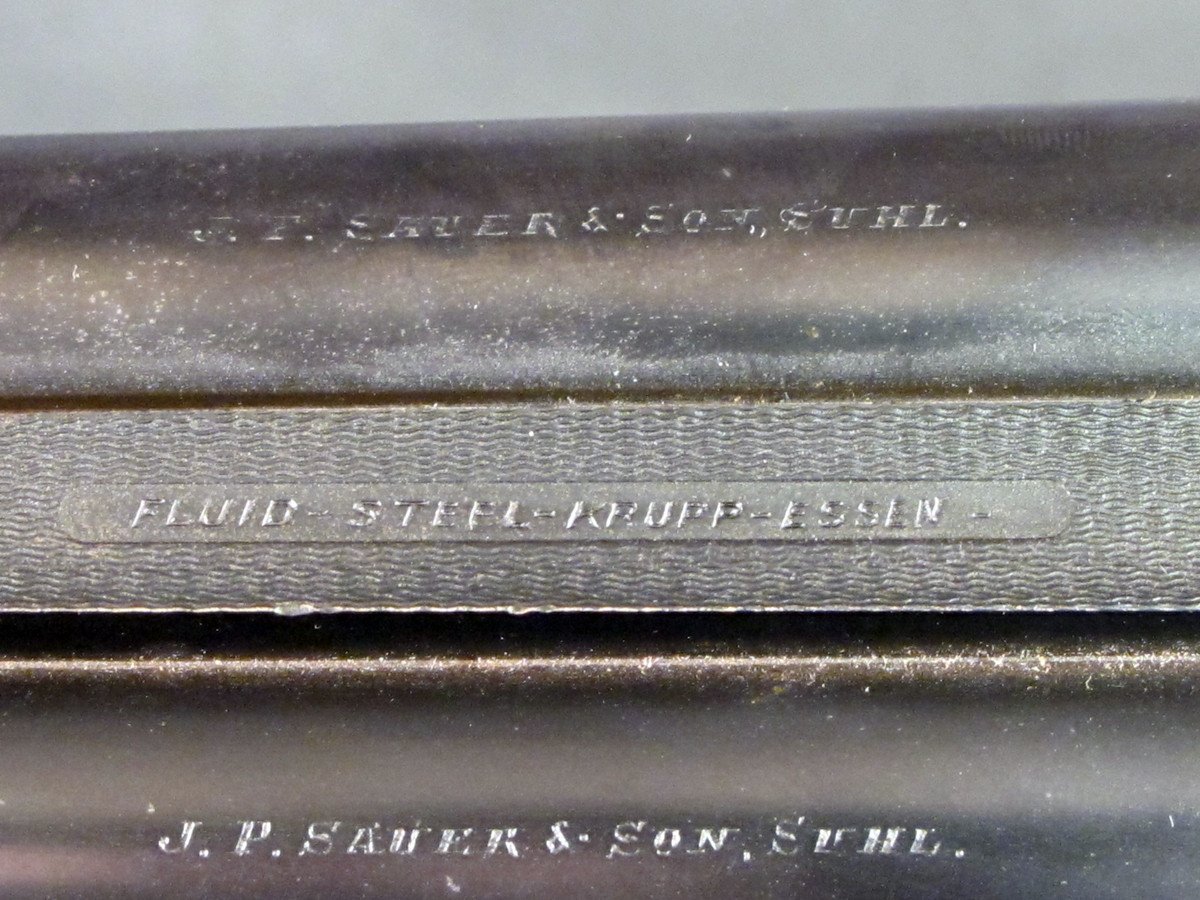 J. P. SAUER & SON, SUHL.
FLUID - STEEL - KRUPP - ESSEN -
J. P. SAUER & SON, SUHL.